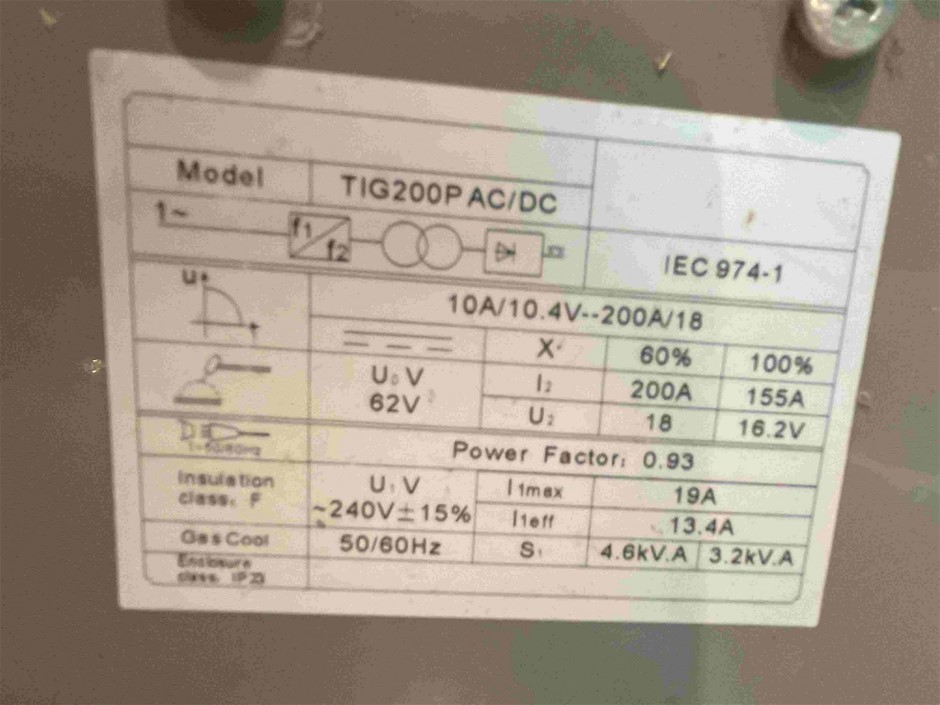 Model TIG200P AC/DC
1~ f1 f2 IEC 974-1
U
10A/10.4V--200A/18
X 60% 100%
U₀ V I₂ 200A 155A
62V U₂ 18 16.2V
Power Factor: 0.93
Insulation class: F U₁ V I1max 19A
~240V±15% I1eff 13.4A
Gas Cool 50/60Hz S₁ 4.6kV.A 3.2kV.A
Enclosure
class: IP23